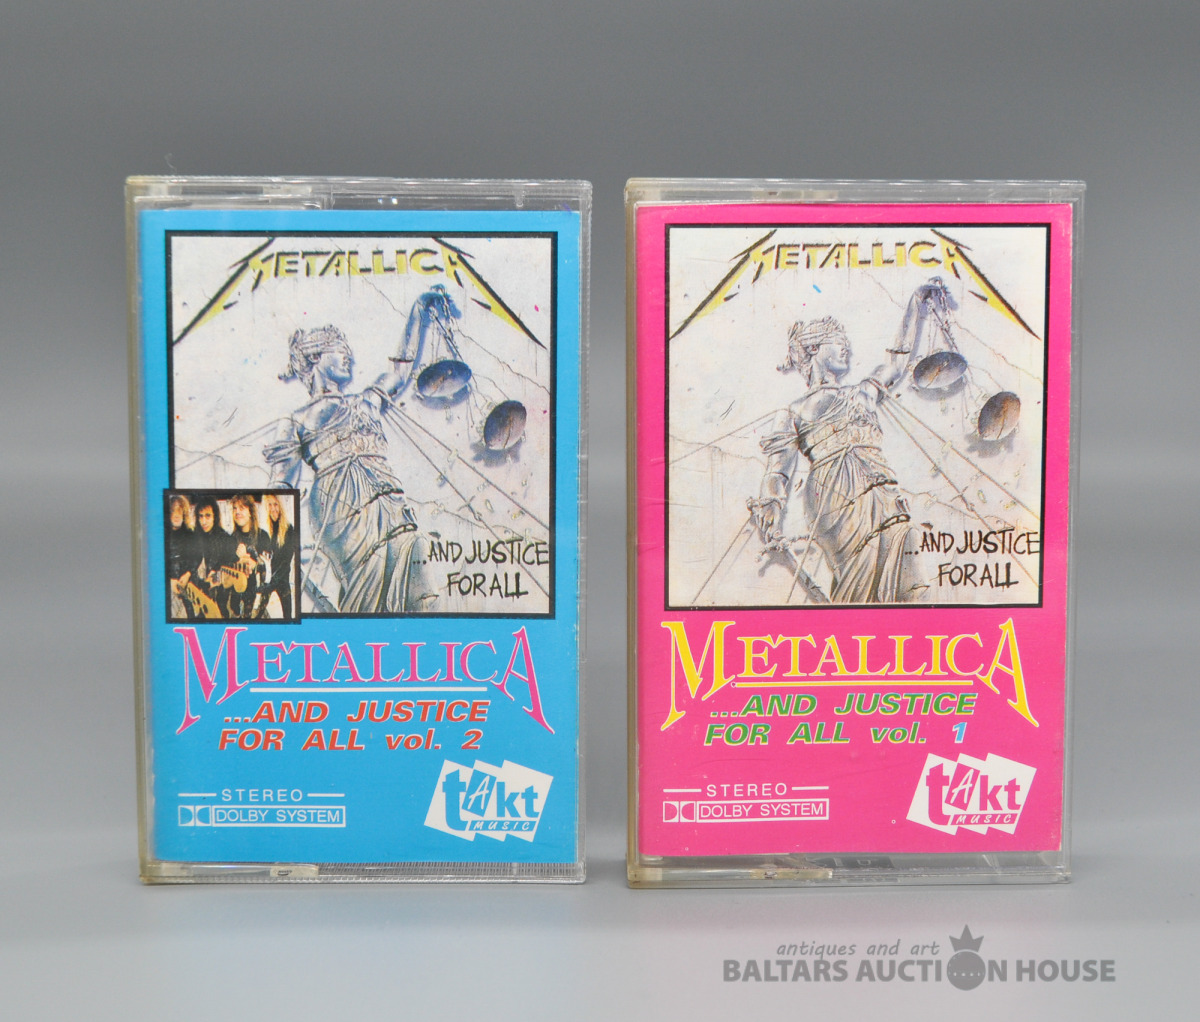 METALLICA
...AND JUSTICE
FOR ALL
METALLICA
...AND JUSTICE
FOR ALL vol. 2
STEREO
DOLBY SYSTEM
tAkt
MUSIC
METALLICA
...AND JUSTICE
FOR ALL
METALLICA
...AND JUSTICE
FOR ALL vol. 1
STEREO
DOLBY SYSTEM
tAkt
MUSIC
antiques and art
BALTARS AUCTION HOUSE